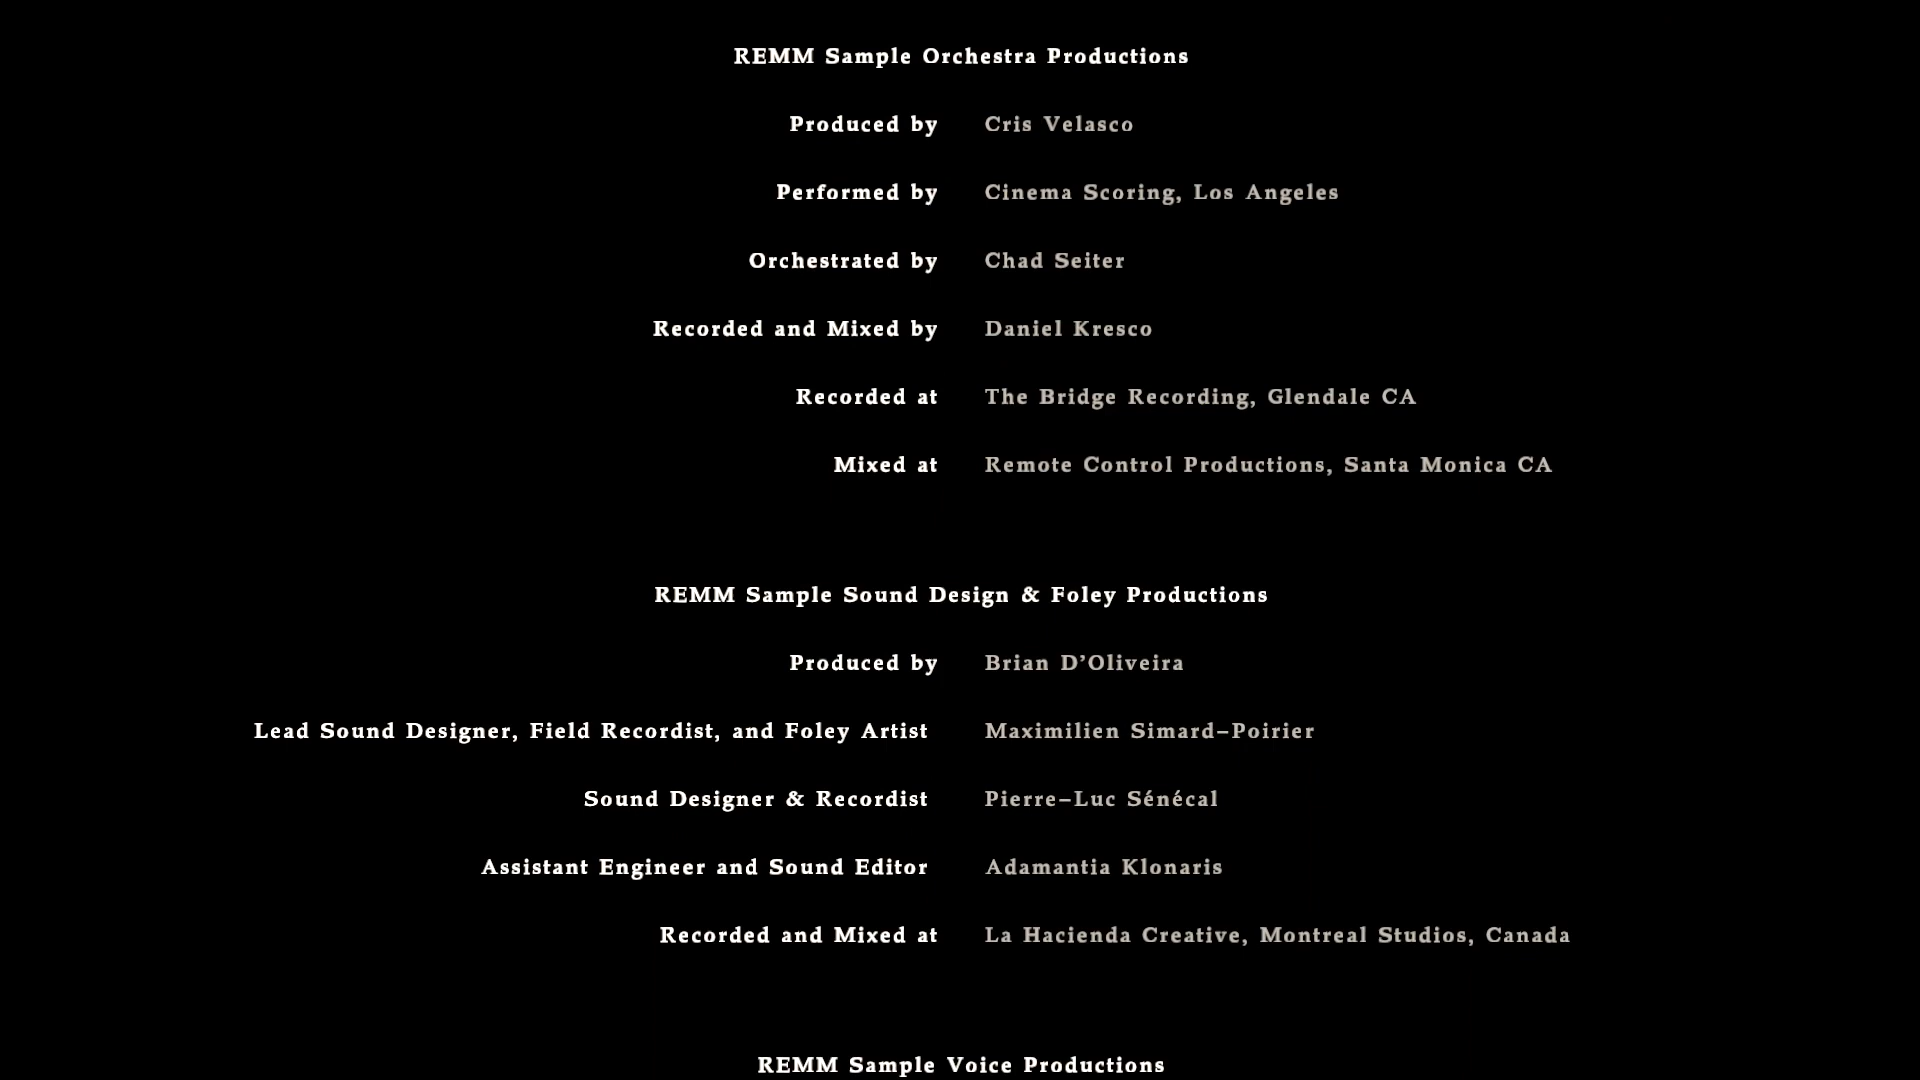 REMM Sample Orchestra Productions
Produced by Cris Velasco
Performed by Cinema Scoring, Los Angeles
Orchestrated by Chad Seiter
Recorded and Mixed by Daniel Kresco
Recorded at The Bridge Recording, Glendale CA
Mixed at Remote Control Productions, Santa Monica CA
REMM Sample Sound Design & Foley Productions
Produced by Brian D’Oliveira
Lead Sound Designer, Field Recordist, and Foley Artist Maximilien Simard–Poirier
Sound Designer & Recordist Pierre–Luc Sénécal
Assistant Engineer and Sound Editor Adamantia Klonaris
Recorded and Mixed at La Hacienda Creative, Montreal Studios, Canada
REMM Sample Voice Productions